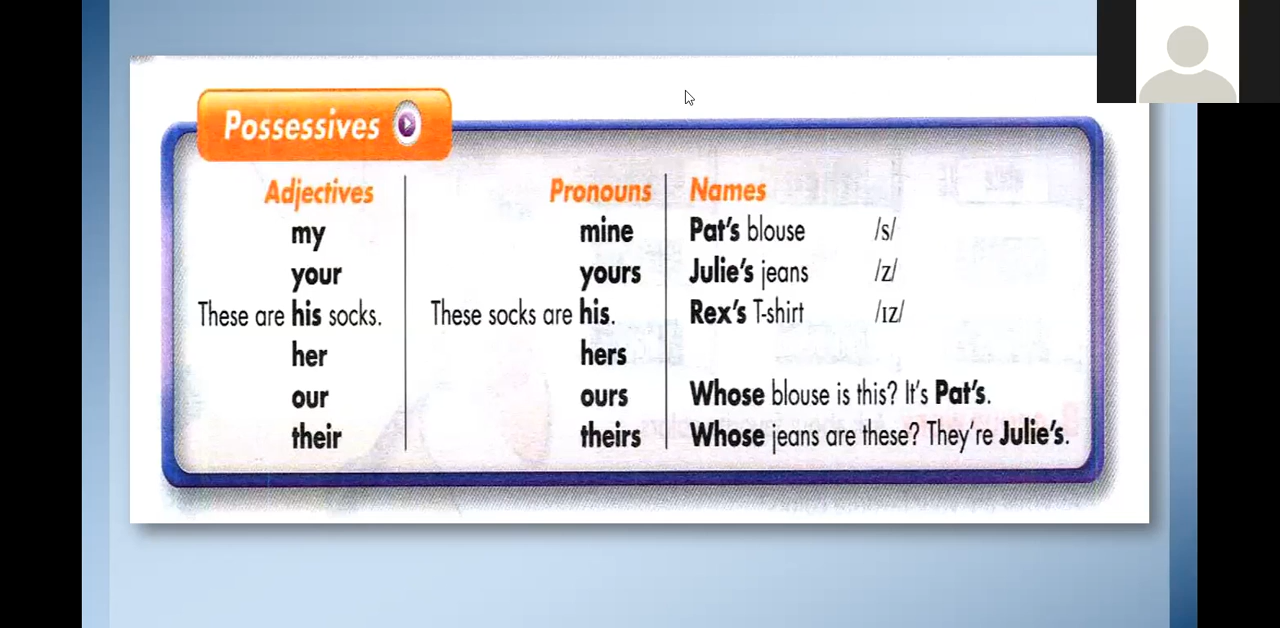 Possessives
Adjectives Pronouns Names
my mine Pat's blouse /s/
your yours Julie's jeans /z/
These are his socks. These socks are his. Rex's T-shirt /ɪz/
her hers
our ours Whose blouse is this? It's Pat's.
their theirs Whose jeans are these? They're Julie's.